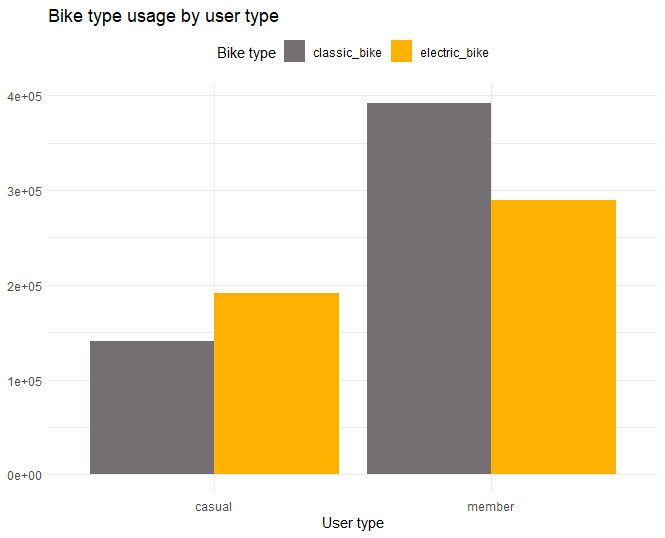 Bike type usage by user type
Bike type classic_bike electric_bike
4e+05
3e+05
2e+05
1e+05
0e+00
casual member
User type